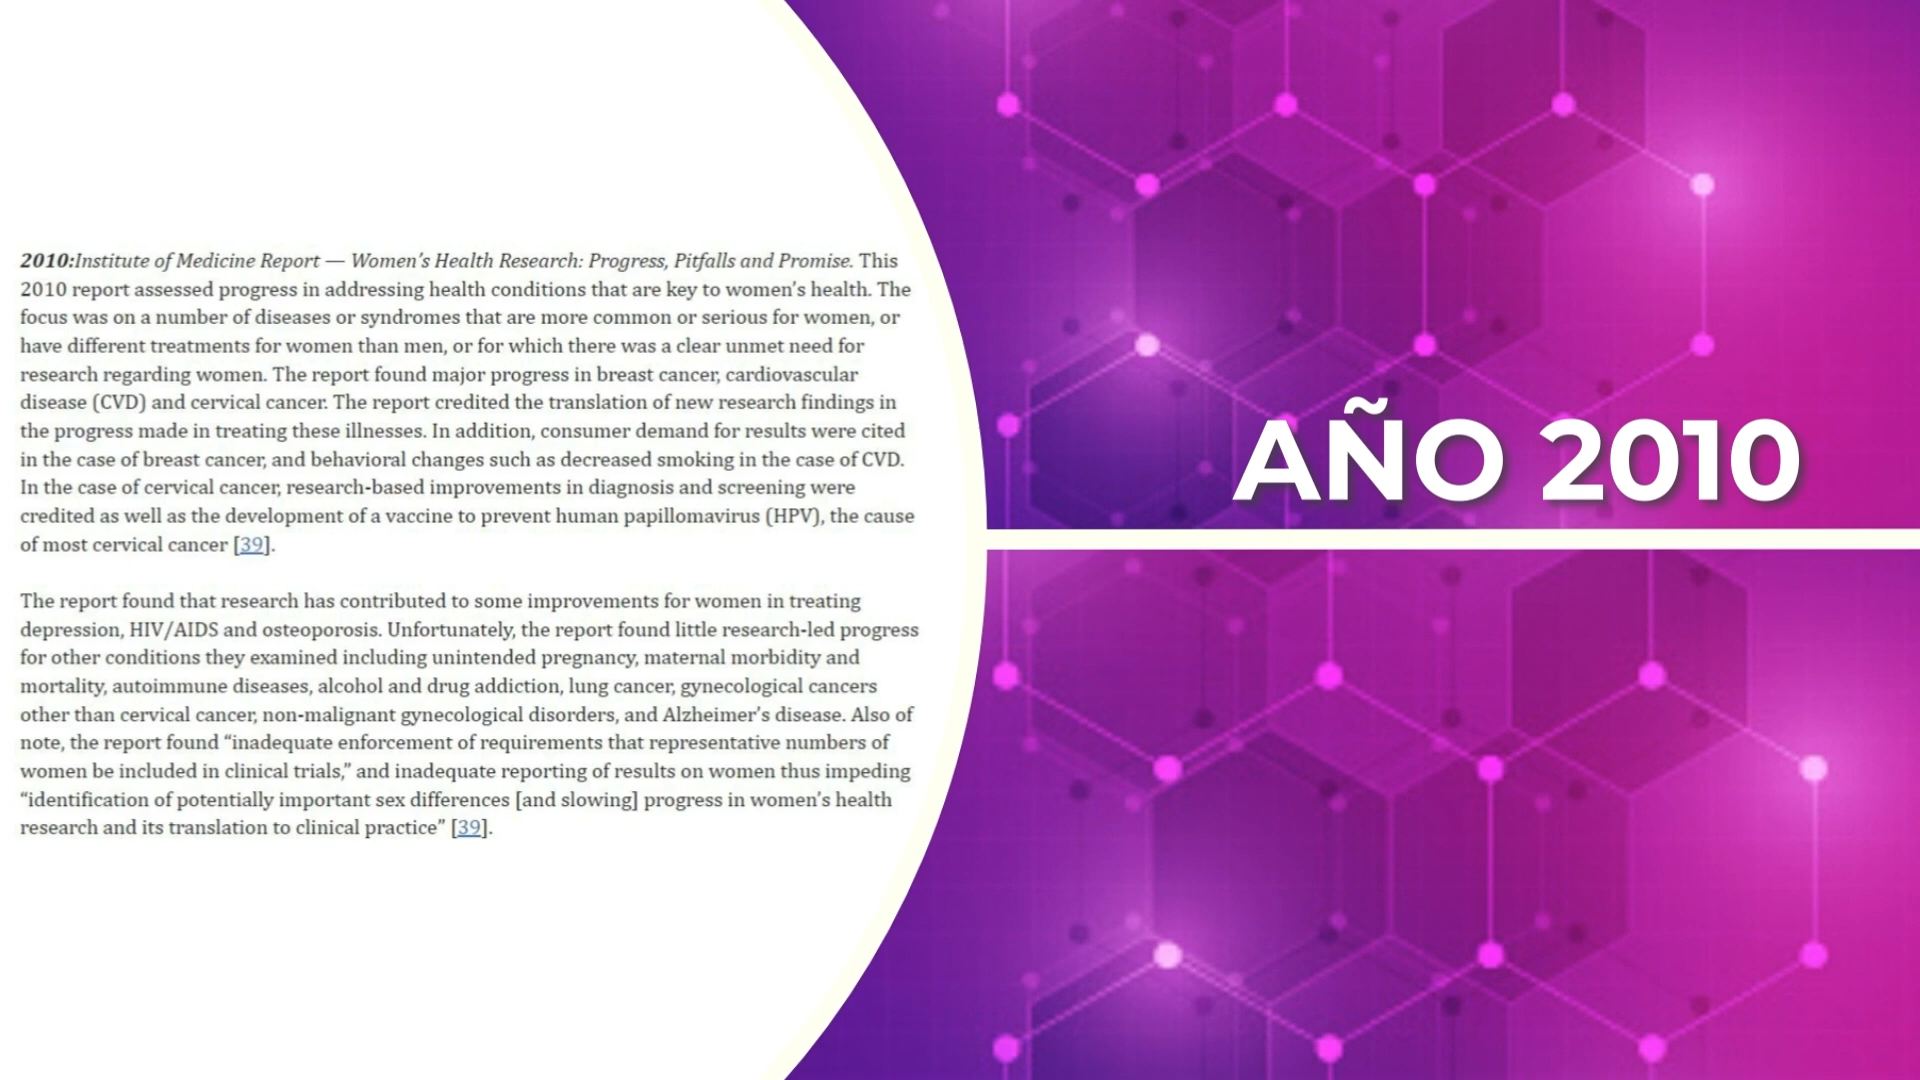 2010:Institute of Medicine Report — Women’s Health Research: Progress, Pitfalls and Promise. This
2010 report assessed progress in addressing health conditions that are key to women’s health. The
focus was on a number of diseases or syndromes that are more common or serious for women, or
have different treatments for women than men, or for which there was a clear unmet need for
research regarding women. The report found major progress in breast cancer, cardiovascular
disease (CVD) and cervical cancer. The report credited the translation of new research findings in
the progress made in treating these illnesses. In addition, consumer demand for results were cited
in the case of breast cancer, and behavioral changes such as decreased smoking in the case of CVD.
In the case of cervical cancer, research-based improvements in diagnosis and screening were
credited as well as the development of a vaccine to prevent human papillomavirus (HPV), the cause
of most cervical cancer [39].
The report found that research has contributed to some improvements for women in treating
depression, HIV/AIDS and osteoporosis. Unfortunately, the report found little research-led progress
for other conditions they examined including unintended pregnancy, maternal morbidity and
mortality, autoimmune diseases, alcohol and drug addiction, lung cancer, gynecological cancers
other than cervical cancer, non-malignant gynecological disorders, and Alzheimer’s disease. Also of
note, the report found “inadequate enforcement of requirements that representative numbers of
women be included in clinical trials,” and inadequate reporting of results on women thus impeding
“identification of potentially important sex differences [and slowing] progress in women’s health
research and its translation to clinical practice” [39].
AÑO 2010